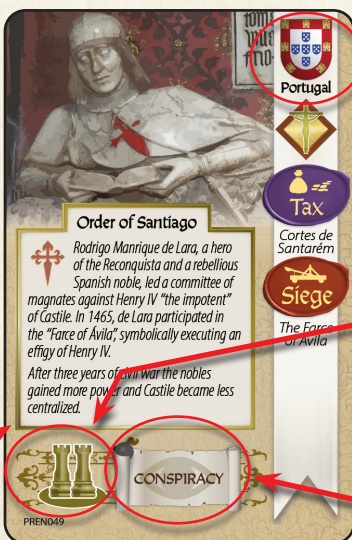 Portugal
Tax
Cortes de
Santarém
Siege
The Farce
of Ávila
Order of Santiago
Rodrigo Manrique de Lara, a hero
of the Reconquista and a rebellious
Spanish noble, led a committee of
magnates against Henry IV “the impotent”
of Castile. In 1465, de Lara participated in
the “Farce of Ávila”, symbolically executing an
effigy of Henry IV.
After three years of civil war the nobles
gained more power and Castile became less
centralized.
CONSPIRACY
PREN049